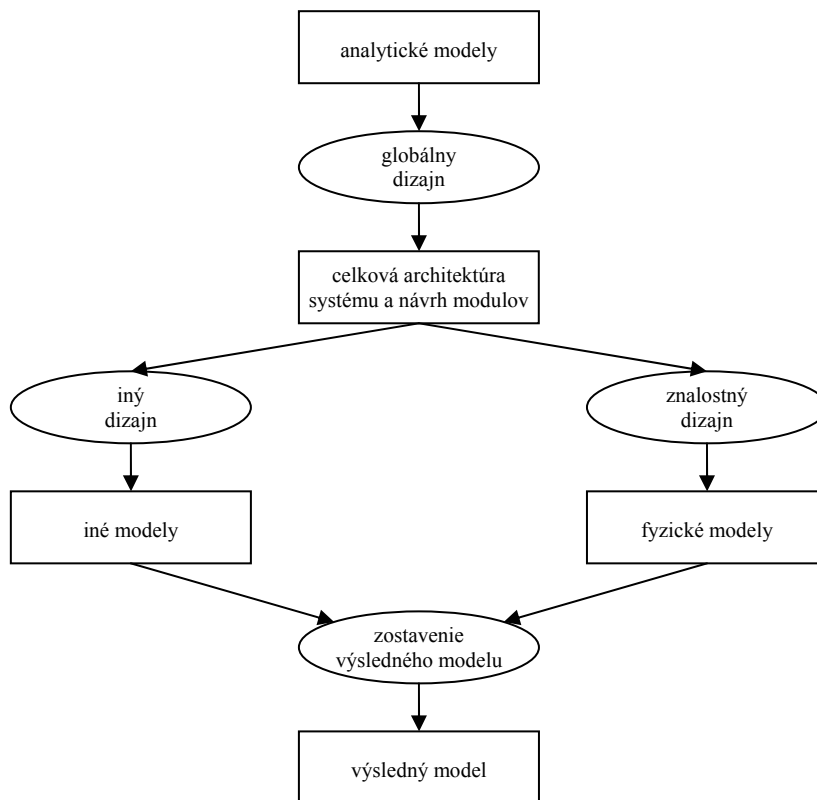 analytické modely
globálny
dizajn
celková architektúra
systému a návrh modulov
iný
dizajn
znalostný
dizajn
iné modely
fyzické modely
zostavenie
výsledného modelu
výsledný model